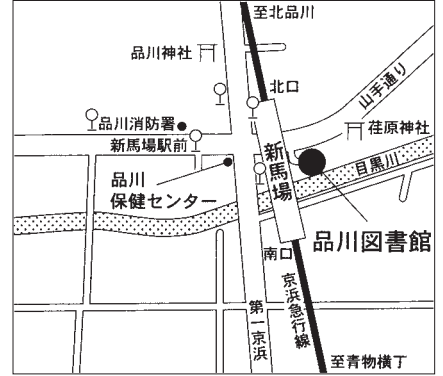 至北品川
品川神社
北口
山手通り
品川消防署
新馬場駅前
荏原神社
新馬場
目黒川
品川
保健センター
品川図書館
南口
第一京浜
京浜急行線
至青物横丁